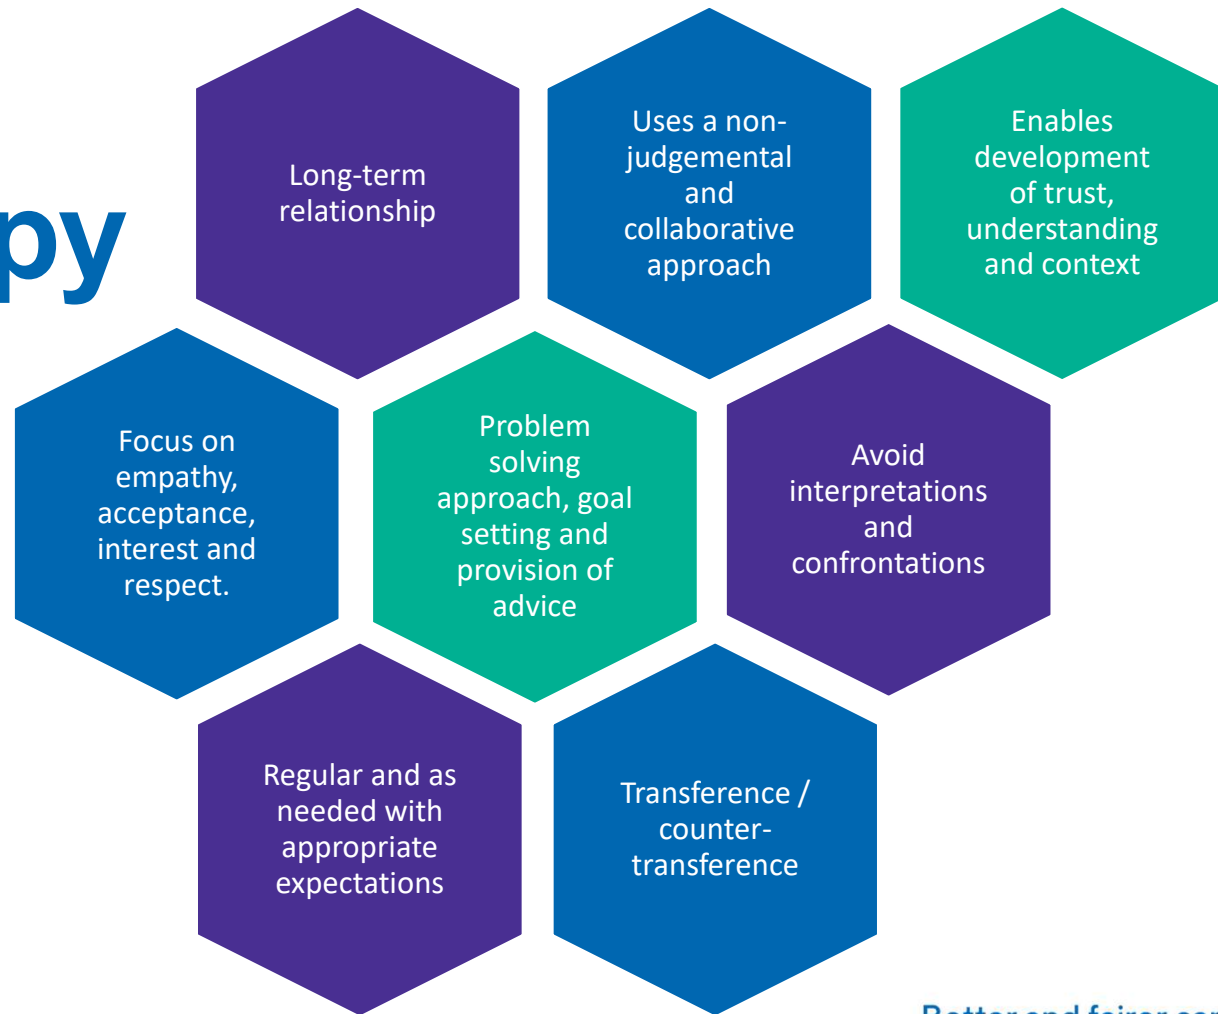 py
Long-term
relationship
Uses a non-
judgemental
and
collaborative
approach
Enables
development
of trust,
understanding
and context
Focus on
empathy,
acceptance,
interest and
respect.
Problem
solving
approach, goal
setting and
provision of
advice
Avoid
interpretations
and
confrontations
Regular and as
needed with
appropriate
expectations
Transference /
counter-
transference